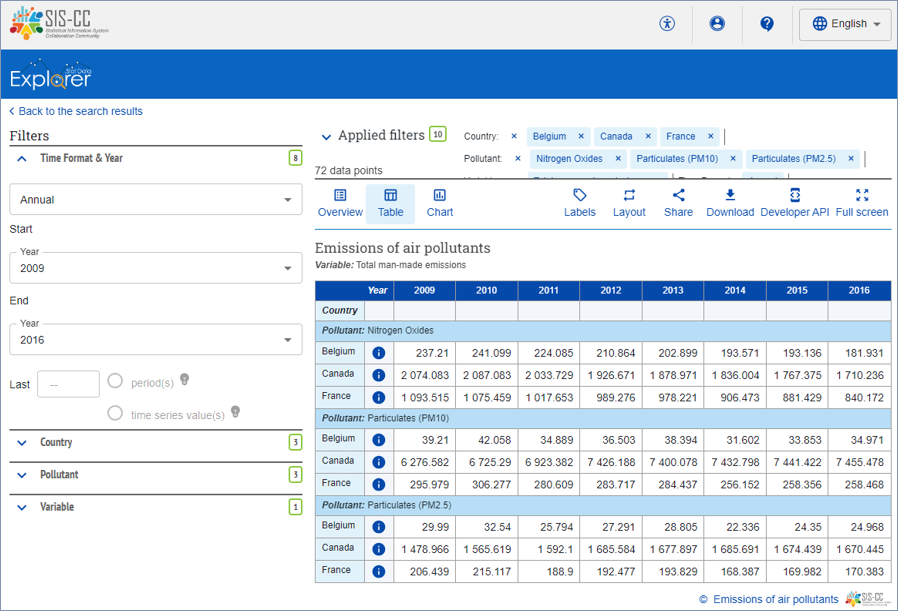 SIS-CC
Statistical Information System
Collaboration Community
English
Stat Data
Explorer
Back to the search results
Filters
Time Format & Year 8
Annual
Start
Year
2009
End
Year
2016
Last -- period(s)
time series value(s)
Country 3
Pollutant 3
Variable 1
Applied filters 10
72 data points
Country: × Belgium × Canada × France ×
Pollutant: × Nitrogen Oxides × Particulates (PM10) × Particulates (PM2.5) ×
Overview Table Chart Labels Layout Share Download Developer API Full screen
Emissions of air pollutants
Variable: Total man-made emissions
Year 2009 2010 2011 2012 2013 2014 2015 2016
Country
Pollutant: Nitrogen Oxides
Belgium 237.21 241.099 224.085 210.864 202.899 193.571 193.136 181.931
Canada 2 074.083 2 087.083 2 033.729 1 926.671 1 878.971 1 836.004 1 767.375 1 710.236
France 1 093.515 1 075.459 1 017.653 989.276 978.221 906.473 881.429 840.172
Pollutant: Particulates (PM10)
Belgium 39.21 42.058 34.889 36.503 38.394 31.602 33.853 34.971
Canada 6 276.582 6 725.29 6 923.382 7 426.188 7 400.078 7 432.798 7 441.422 7 455.478
France 295.979 306.277 280.609 283.717 284.437 256.152 256.358 258.468
Pollutant: Particulates (PM2.5)
Belgium 29.99 32.54 25.794 27.291 28.805 22.336 24.35 24.968
Canada 1 478.966 1 565.619 1 592.1 1 685.584 1 677.897 1 685.691 1 674.439 1 670.445
France 206.439 215.117 188.9 192.477 193.829 168.387 169.982 170.383
© Emissions of air pollutants SIS-CC